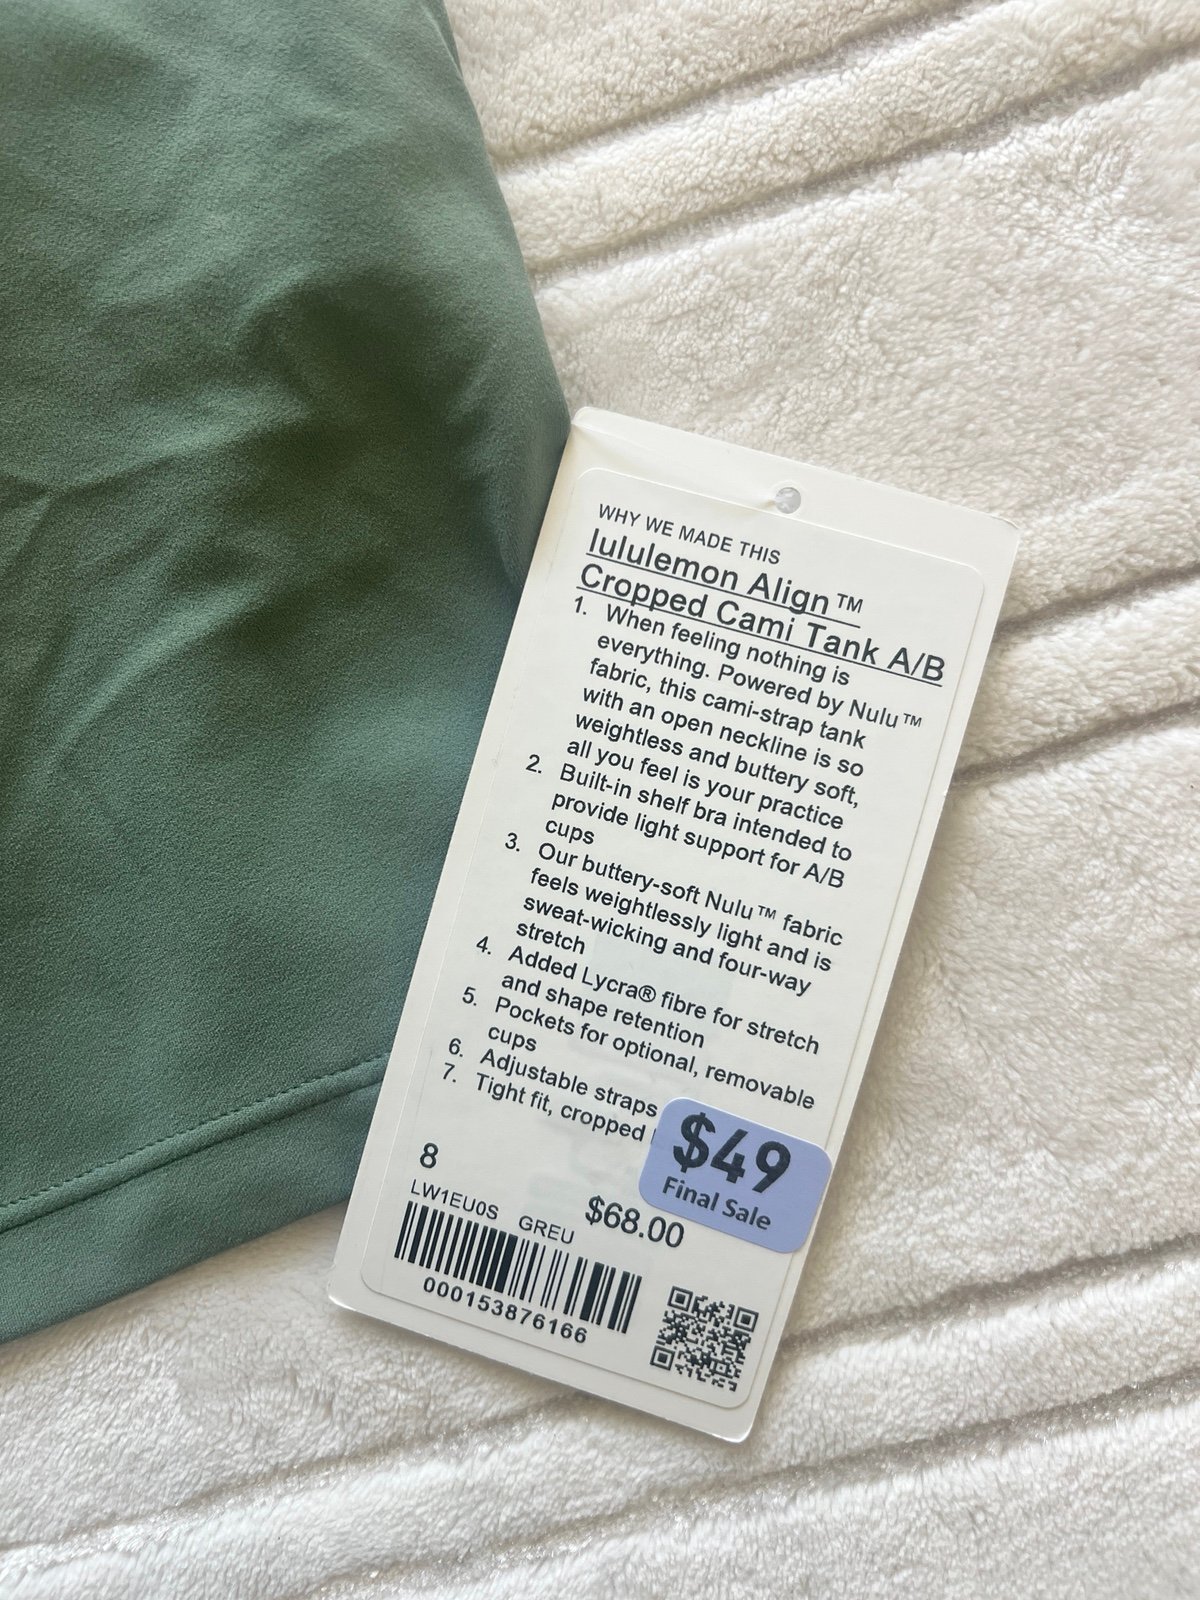 WHY WE MADE THIS
lululemon Align™
Cropped Cami Tank A/B
1. When feeling nothing is
everything. Powered by Nulu™
fabric, this cami-strap tank
with an open neckline is so
weightless and buttery soft,
all you feel is your practice
2. Built-in shelf bra intended to
provide light support for A/B
cups
3. Our buttery-soft Nulu™ fabric
feels weightlessly light and is
sweat-wicking and four-way
stretch
4. Added Lycra® fibre for stretch
and shape retention
5. Pockets for optional, removable
cups
6. Adjustable straps
7. Tight fit, cropped
$49
Final Sale
8
$68.00
LW1EU0S GREU
000153876166